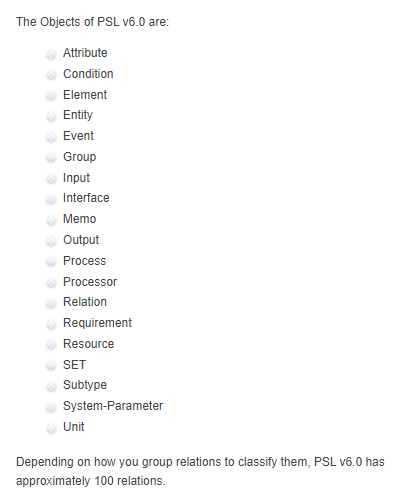 The Objects of PSL v6.0 are:
Attribute
Condition
Element
Entity
Event
Group
Input
Interface
Memo
Output
Process
Processor
Relation
Requirement
Resource
SET
Subtype
System-Parameter
Unit
Depending on how you group relations to classify them, PSL v6.0 has
approximately 100 relations.